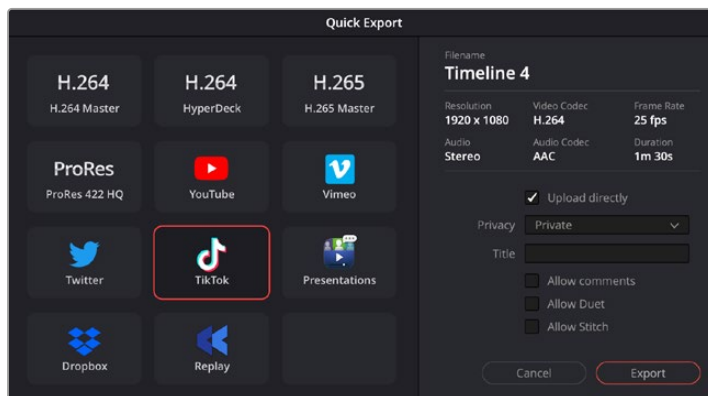 Quick Export
H.264
H.264 Master
H.264
HyperDeck
H.265
H.265 Master
ProRes
ProRes 422 HQ
YouTube
Vimeo
Twitter
TikTok
Presentations
Dropbox
Replay
Filename
Timeline 4
Resolution Video Codec Frame Rate
1920 x 1080 H.264 25 fps
Audio Audio Codec Duration
Stereo AAC 1m 30s
Upload directly
Privacy Private
Title
Allow comments
Allow Duet
Allow Stitch
Cancel Export